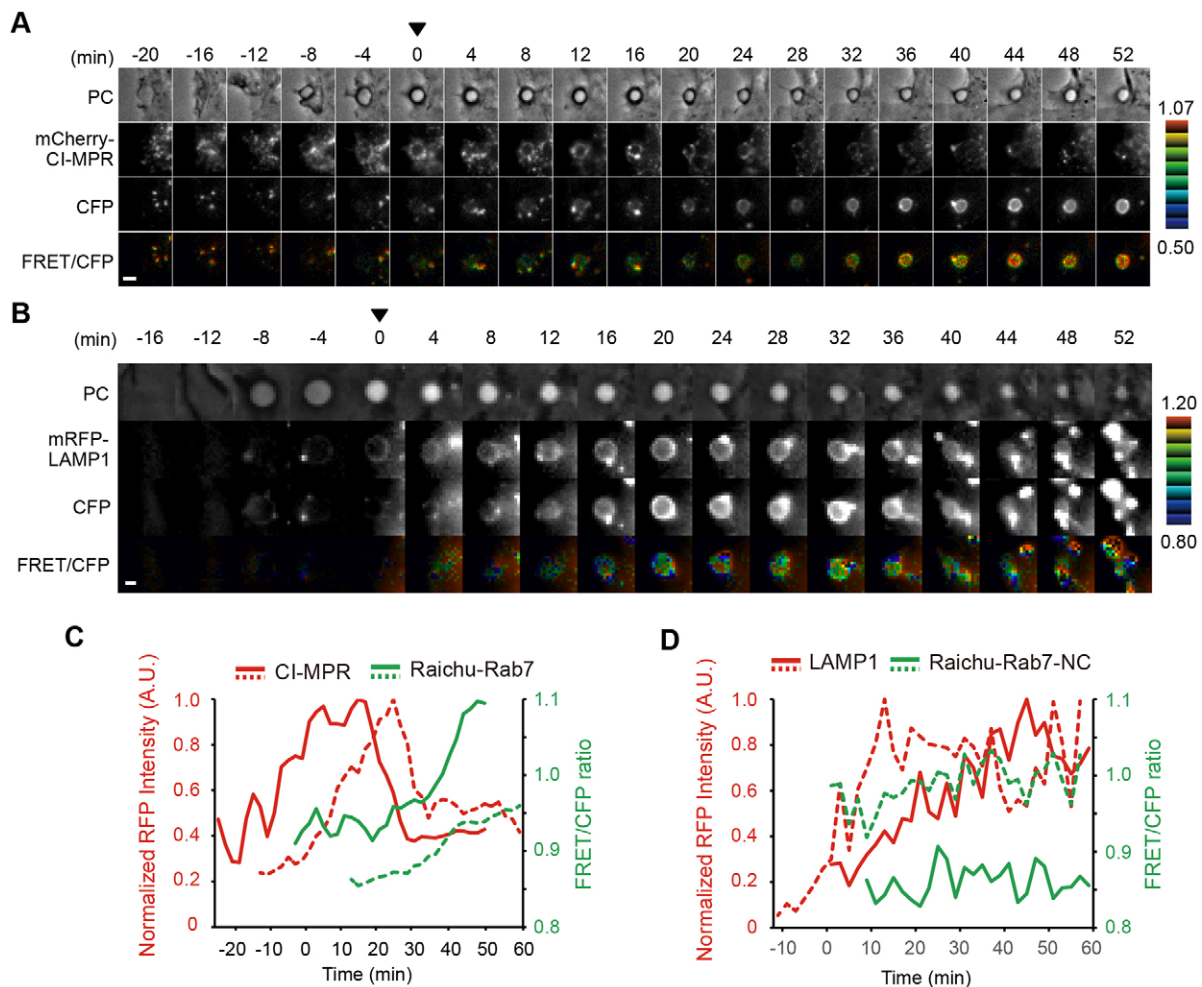 A
(min) -20 -16 -12 -8 -4 0 4 8 12 16 20 24 28 32 36 40 44 48 52
PC
mCherry-
CI-MPR
CFP
FRET/CFP
1.07
0.50
B
(min) -16 -12 -8 -4 0 4 8 12 16 20 24 28 32 36 40 44 48 52
PC
mRFP-
LAMP1
CFP
FRET/CFP
1.20
0.80
C
CI-MPR Raichu-Rab7
Normalized RFP Intensity (A.U.)
1.0
0.8
0.6
0.4
0.2
0
FRET/CFP ratio
1.1
1.0
0.9
0.8
-20 -10 0 10 20 30 40 50 60
Time (min)
D
LAMP1 Raichu-Rab7-NC
Normalized RFP Intensity (A.U.)
1.0
0.8
0.6
0.4
0.2
0
FRET/CFP ratio
1.1
1.0
0.9
0.8
-10 0 10 20 30 40 50 60
Time (min)